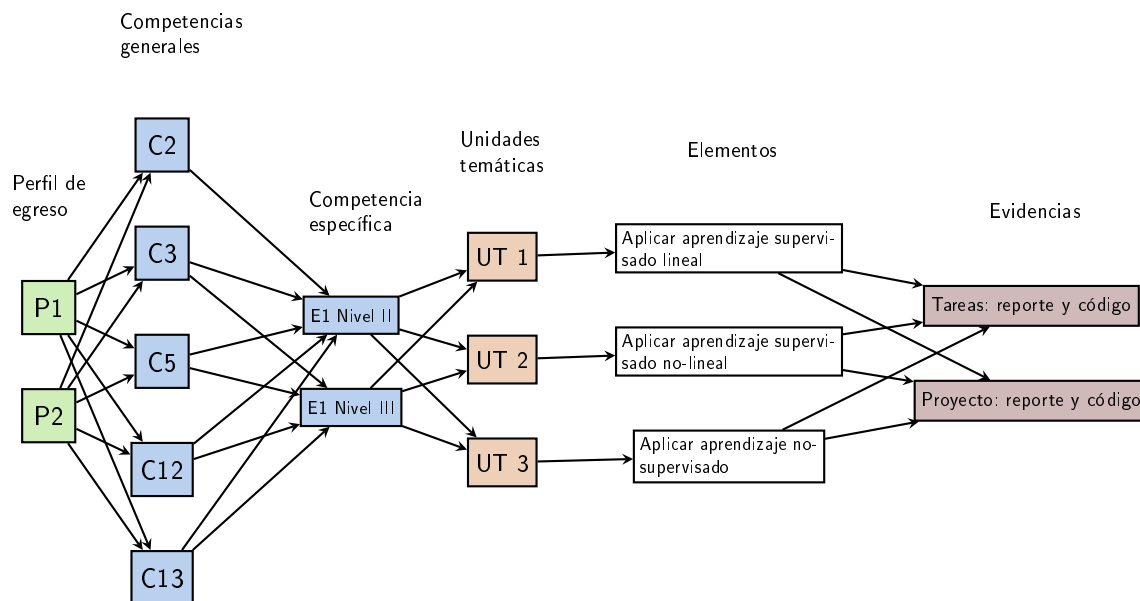 Competencias
generales
Perfil de
egreso
Competencia
específica
Unidades
temáticas
Elementos
Evidencias
P1
P2
C2
C3
C5
C12
C13
E1 Nivel II
E1 Nivel III
UT 1
UT 2
UT 3
Aplicar aprendizaje supervi-
sado lineal
Aplicar aprendizaje supervi-
sado no-lineal
Aplicar aprendizaje no-
supervisado
Tareas: reporte y código
Proyecto: reporte y código